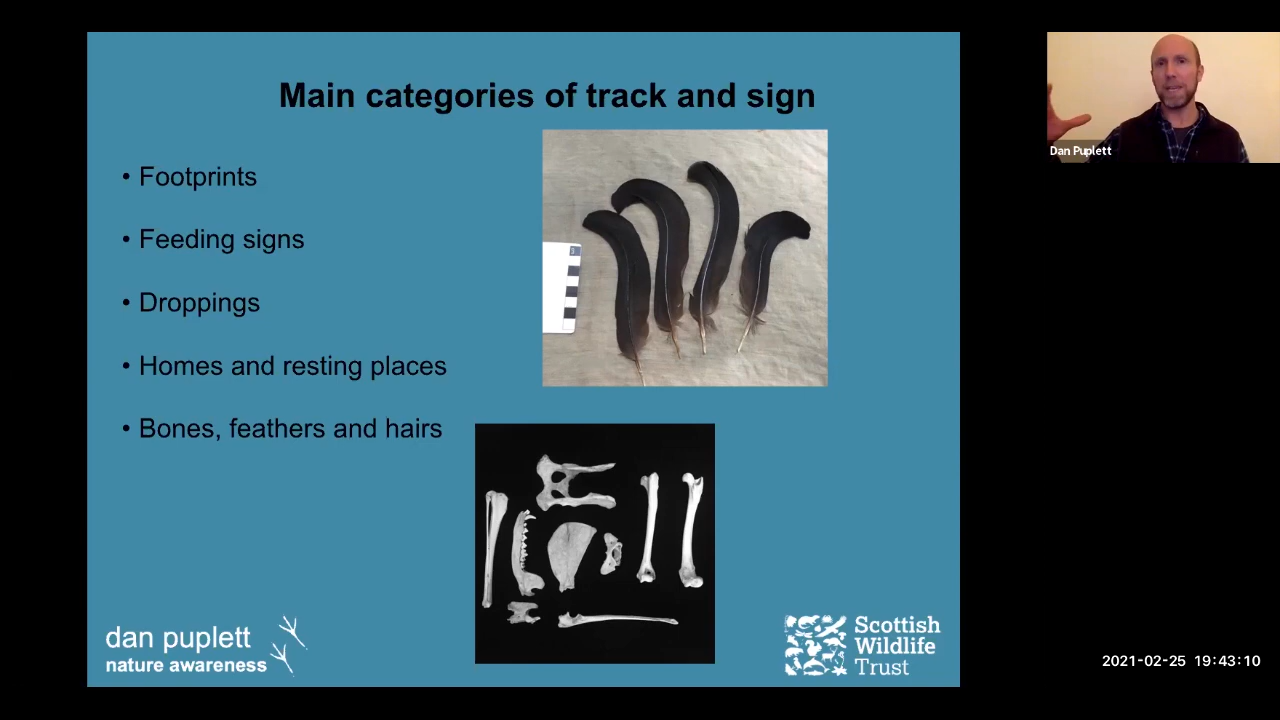 Main categories of track and sign
• Footprints
• Feeding signs
• Droppings
• Homes and resting places
• Bones, feathers and hairs
dan puplett
nature awareness
Scottish
Wildlife
Trust
Dan Puplett
2021-02-25 19:43:10